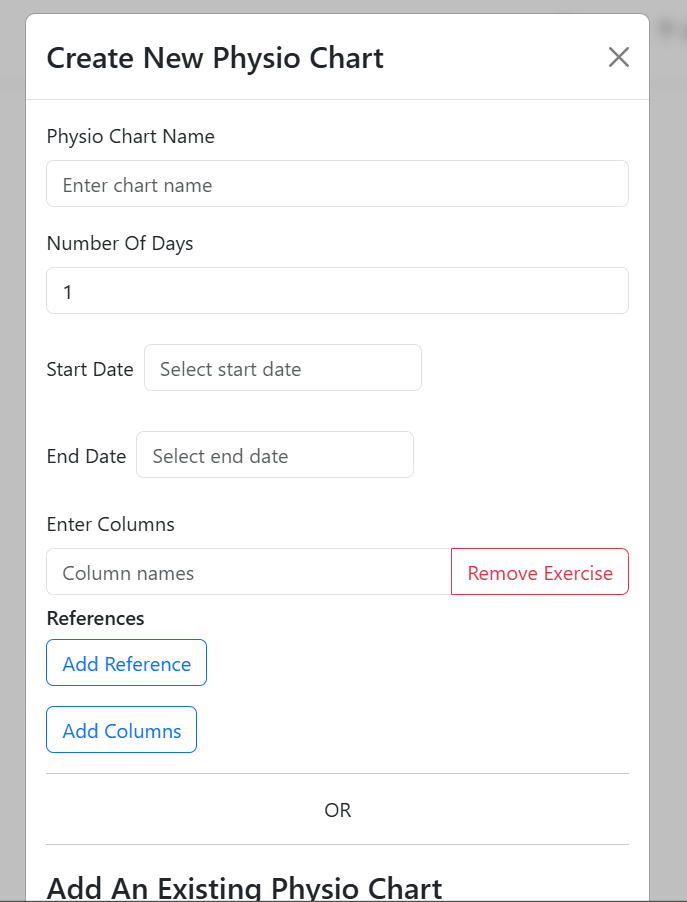 Create New Physio Chart
Physio Chart Name
Enter chart name
Number Of Days
1
Start Date Select start date
End Date Select end date
Enter Columns
Column names Remove Exercise
References
Add Reference
Add Columns
OR
Add An Existing Physio Chart